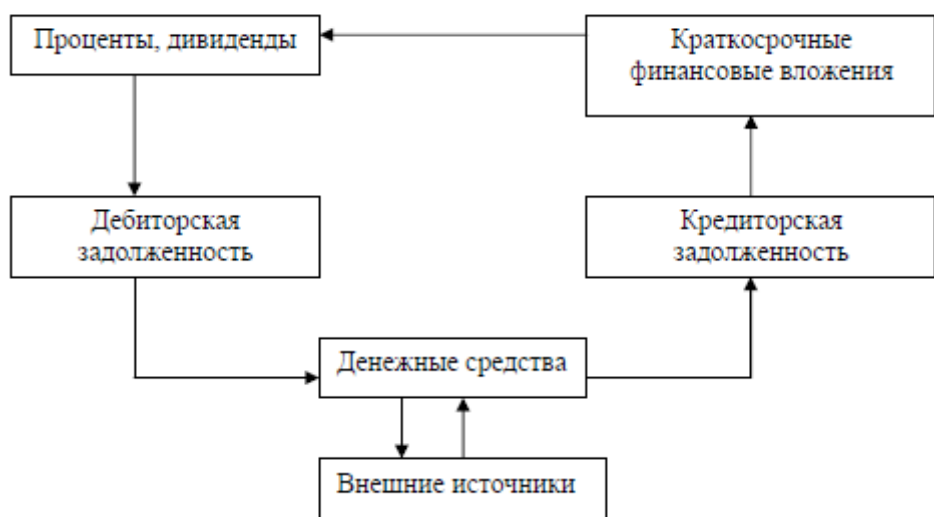 Проценты, дивиденды
Краткосрочные
финансовые вложения
Дебиторская
задолженность
Кредиторская
задолженность
Денежные средства
Внешние источники